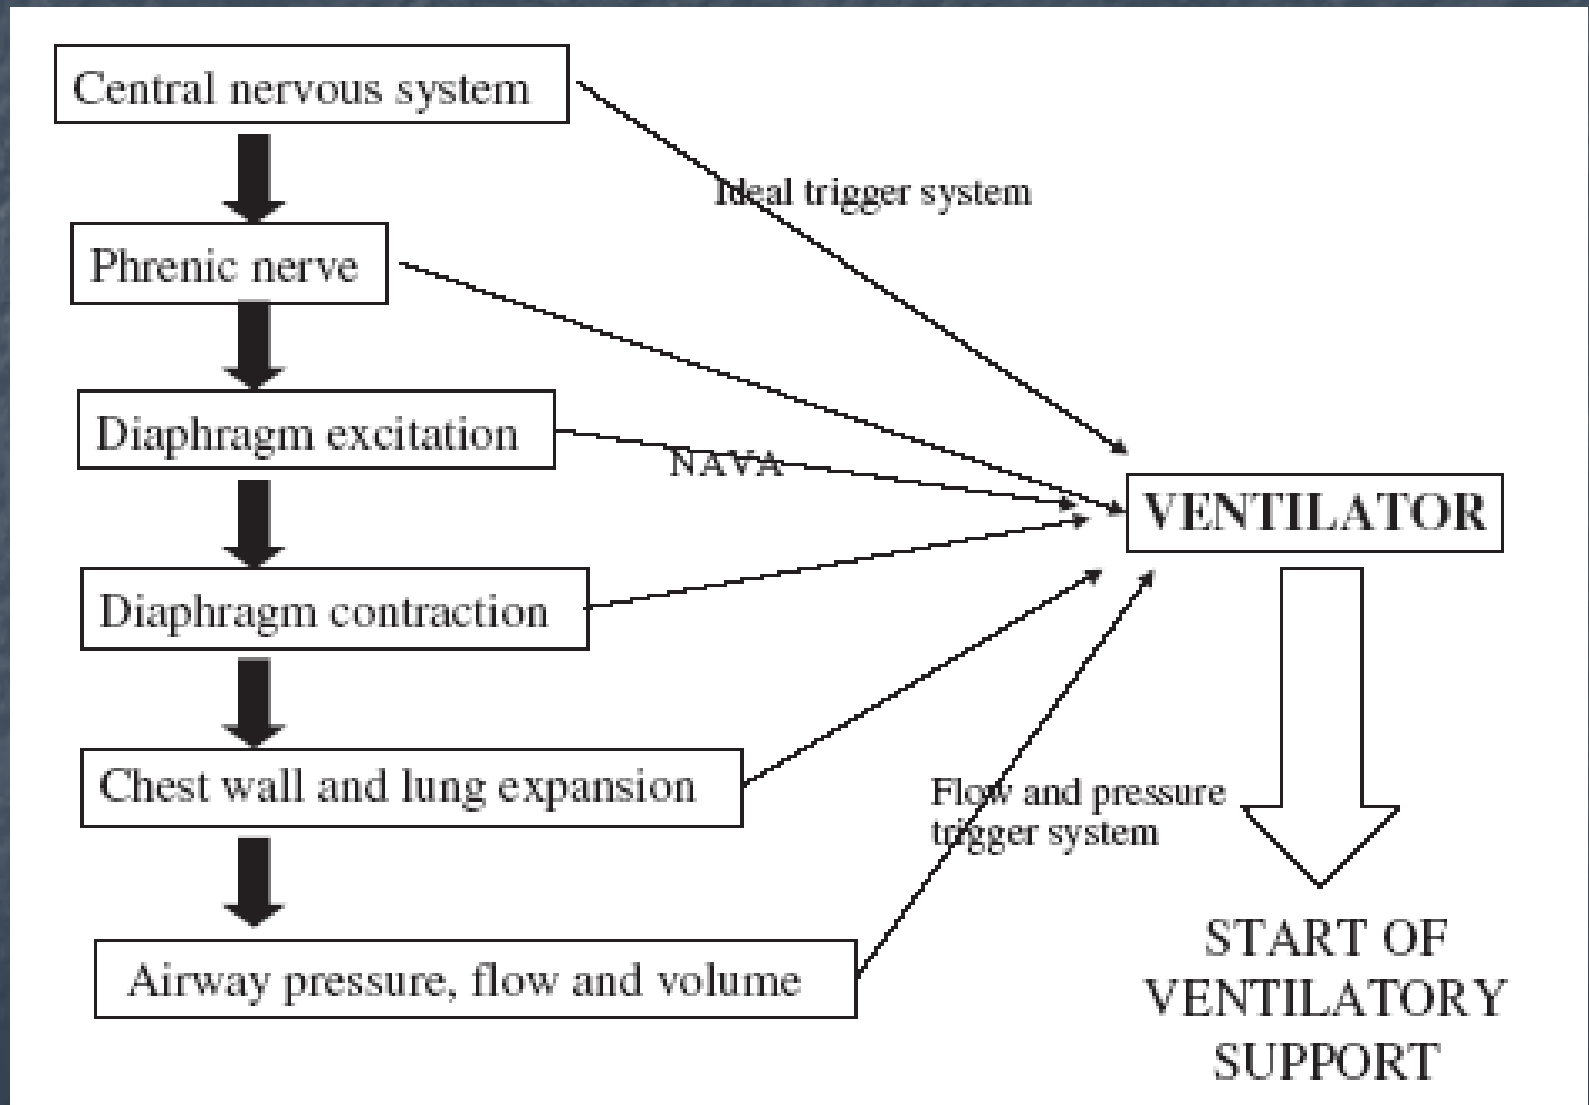 Central nervous system
Ideal trigger system
Phrenic nerve
Diaphragm excitation
NAVA
VENTILATOR
Diaphragm contraction
Chest wall and lung expansion
Flow and pressure
trigger system
Airway pressure, flow and volume
START OF
VENTILATORY
SUPPORT